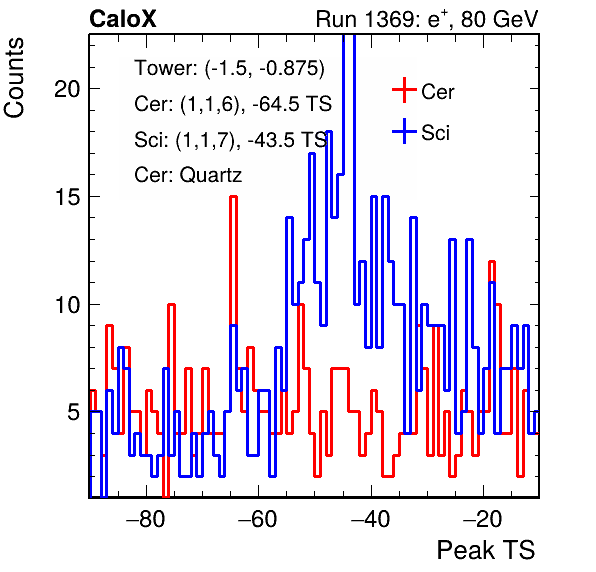 CaloX Run 1369: e⁺, 80 GeV
Counts
Tower: (-1.5, -0.875)
Cer: (1,1,6), -64.5 TS
Sci: (1,1,7), -43.5 TS
Cer: Quartz
Cer
Sci
20
15
10
5
−80 −60 −40 −20
Peak TS